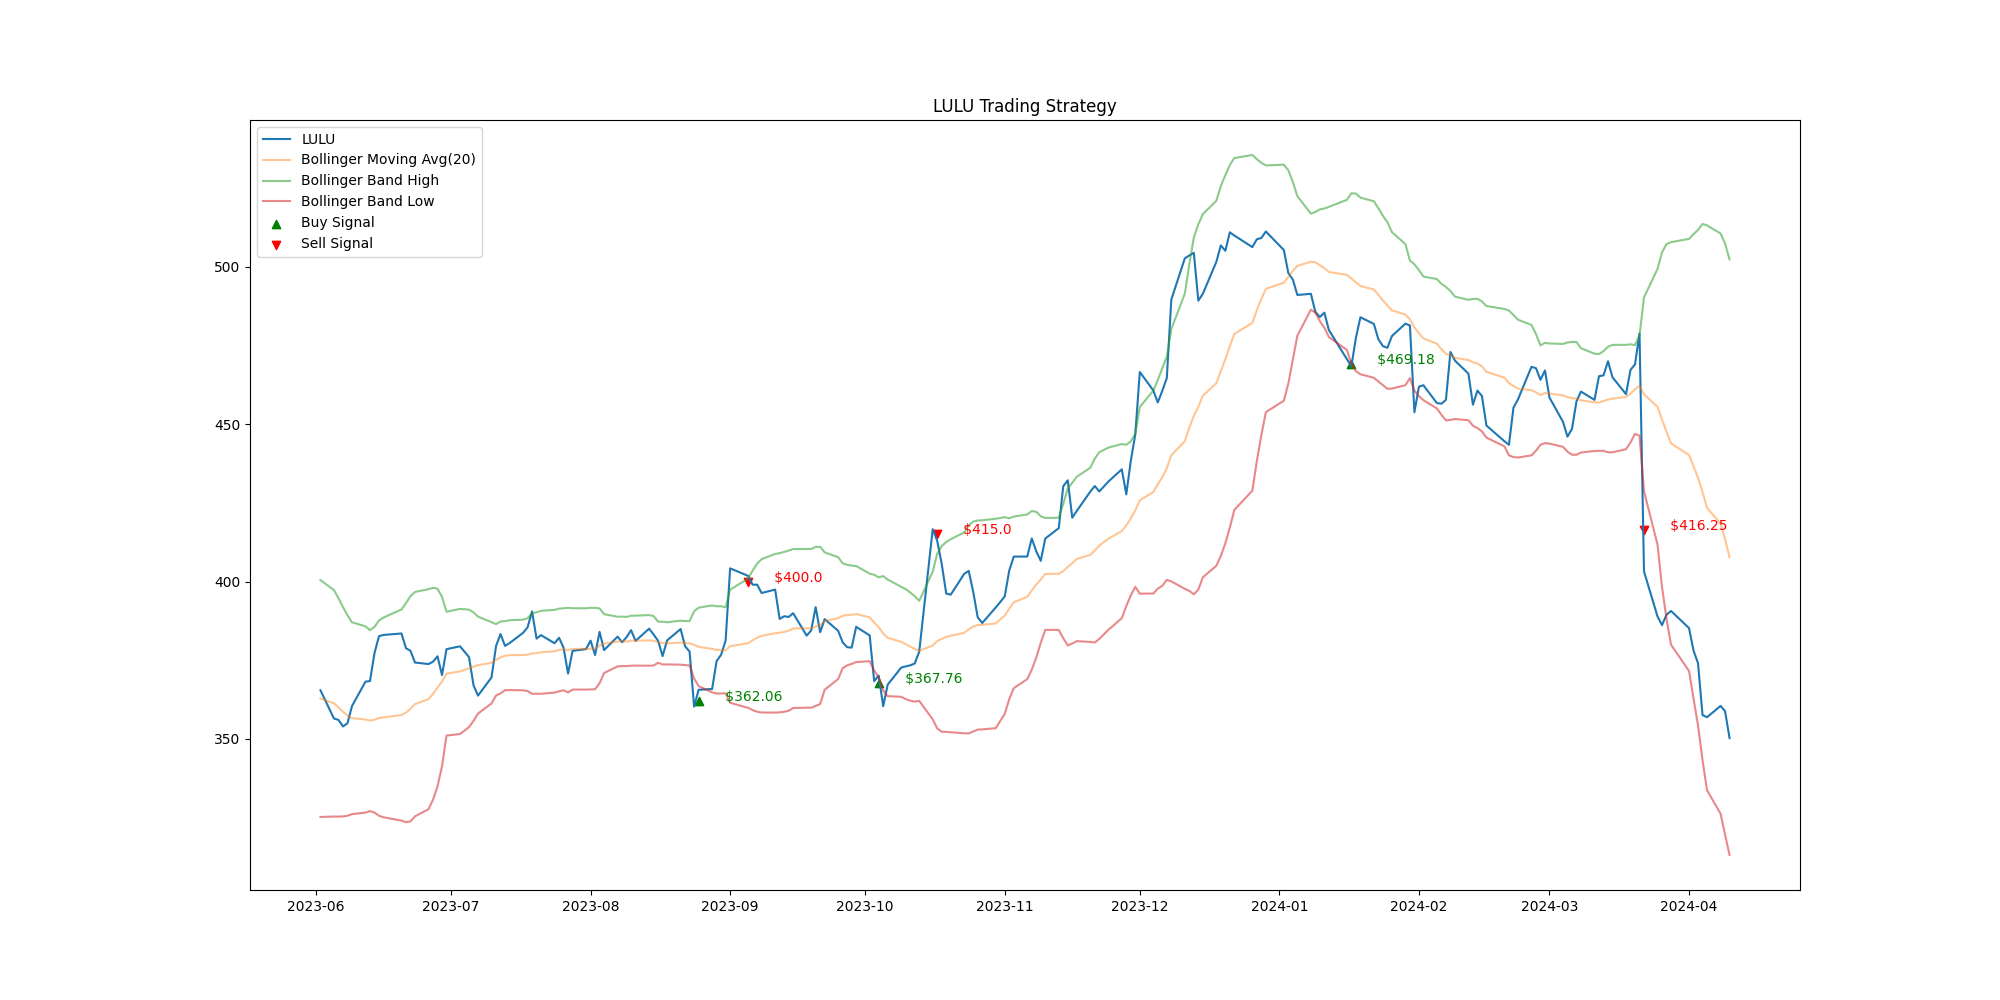 LULU Trading Strategy
LULU
Bollinger Moving Avg(20)
Bollinger Band High
Bollinger Band Low
Buy Signal
Sell Signal
500
450
400
350
$362.06
$400.0
$367.76
$415.0
$469.18
$416.25
2023-06 2023-07 2023-08 2023-09 2023-10 2023-11 2023-12 2024-01 2024-02 2024-03 2024-04